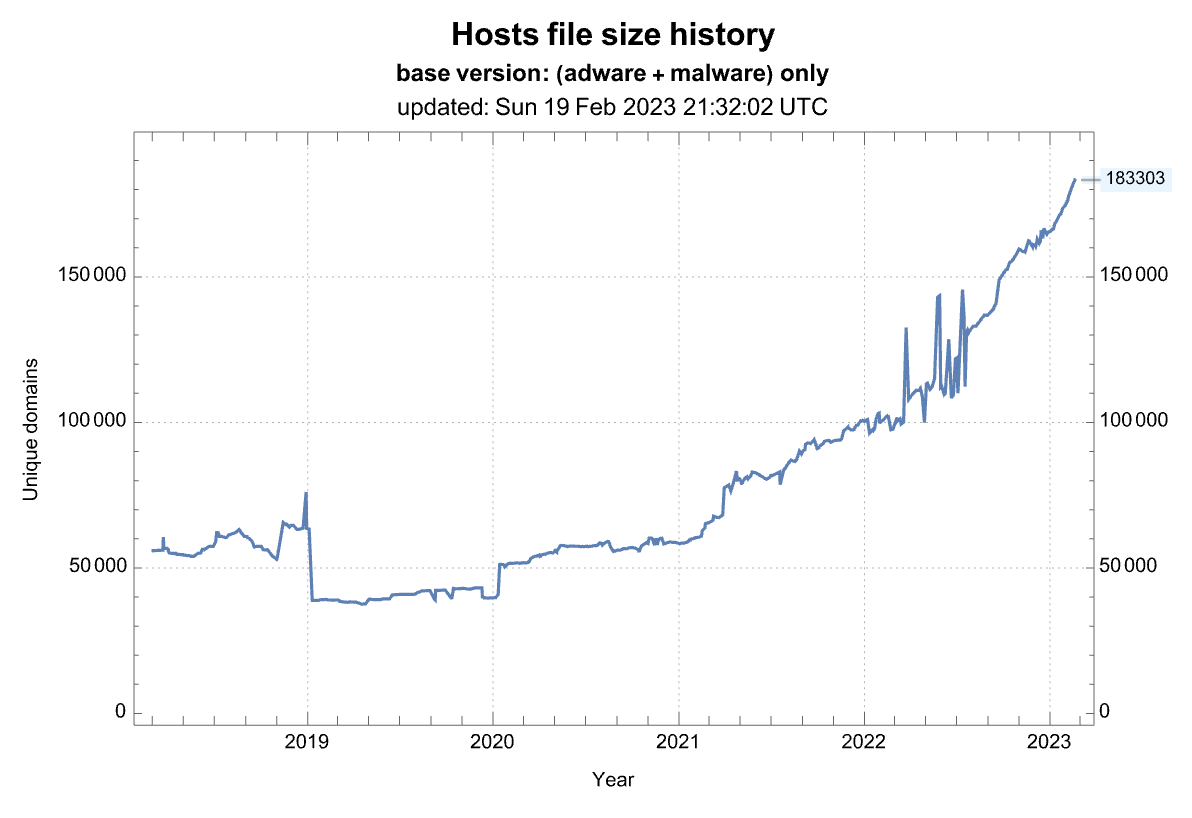 Hosts file size history
base version: (adware + malware) only
updated: Sun 19 Feb 2023 21:32:02 UTC
183303
150 000
150 000
100 000
100 000
50 000
50 000
0
0
Unique domains
2019
2020
2021
2022
2023
Year